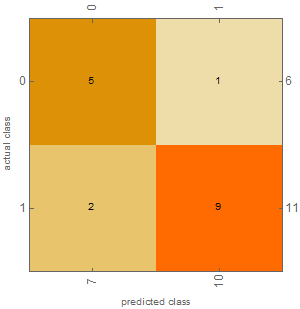 0 1
actual class
0 5 1 6
1 2 9 11
7 10
predicted class